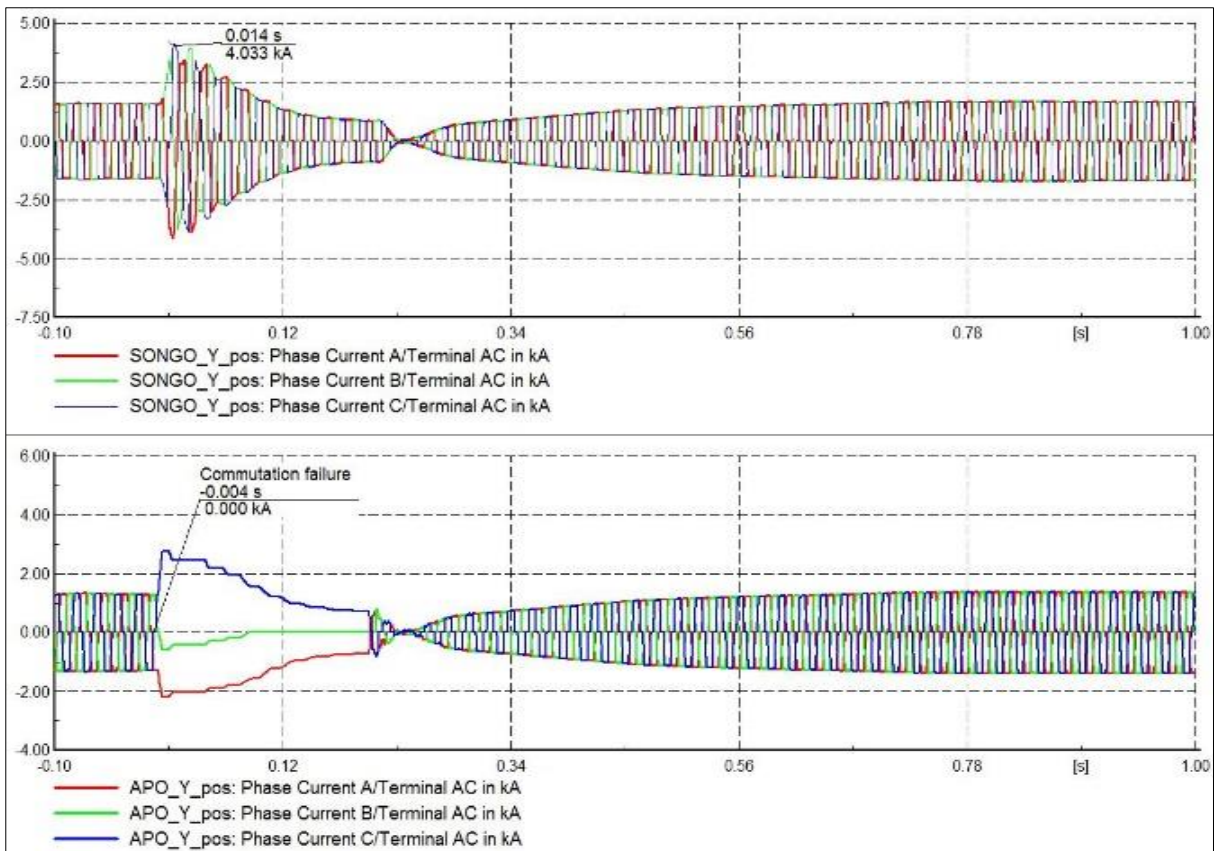 5.00
0.014 s
4.033 kA
2.50
0.00
-2.50
-5.00
-7.50
-0.10 0.12 0.34 0.56 0.78 [s] 1.00
SONGO_Y_pos: Phase Current A/Terminal AC in kA
SONGO_Y_pos: Phase Current B/Terminal AC in kA
SONGO_Y_pos: Phase Current C/Terminal AC in kA
6.00
Commutation failure
-0.004 s
0.000 kA
4.00
2.00
0.00
-2.00
-4.00
-0.10 0.12 0.34 0.56 0.78 [s] 1.00
APO_Y_pos: Phase Current A/Terminal AC in kA
APO_Y_pos: Phase Current B/Terminal AC in kA
APO_Y_pos: Phase Current C/Terminal AC in kA